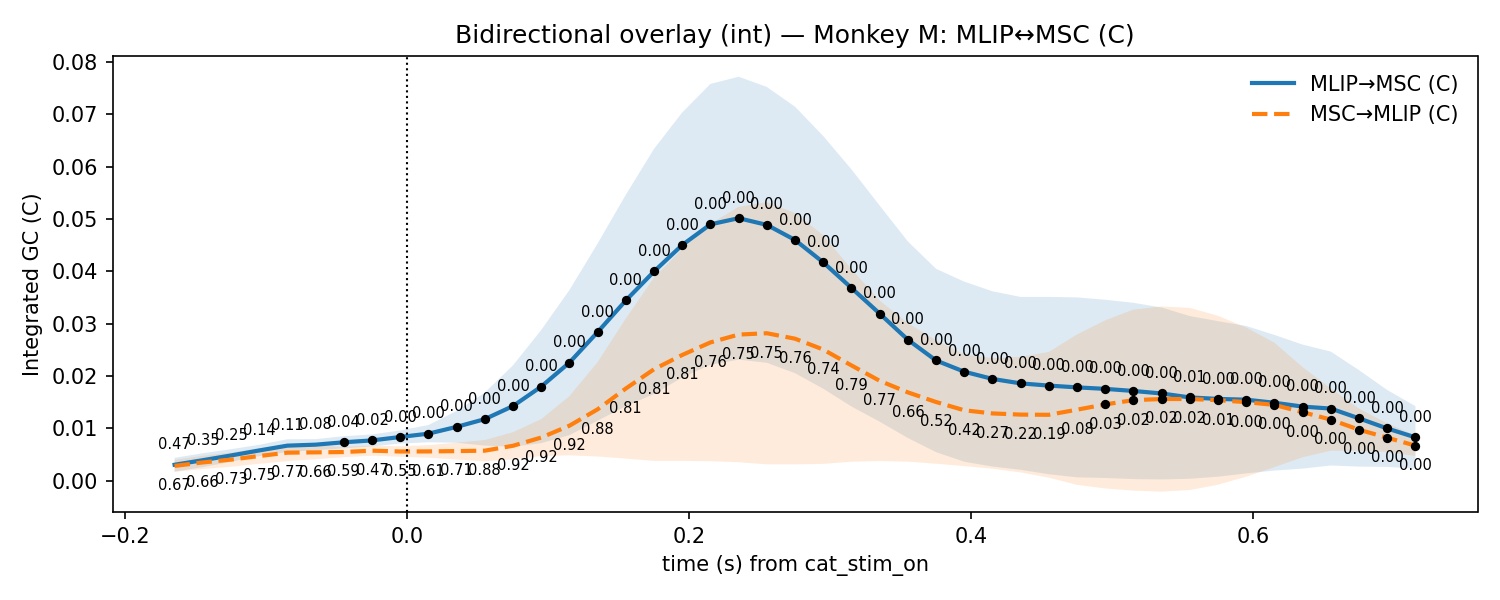 Bidirectional overlay (int) — Monkey M: MLIP↔MSC (C)
Integrated GC (C)
0.08
0.07
0.06
0.05
0.04
0.03
0.02
0.01
0.00
MLIP→MSC (C)
MSC→MLIP (C)
0.47 0.35 0.25 0.14 0.11 0.08 0.04 0.02 0.00 0.00 0.00 0.00 0.00 0.00 0.00 0.00 0.00 0.00 0.00 0.00 0.00 0.00 0.00 0.00 0.00 0.00 0.00 0.00 0.00 0.00 0.00 0.00 0.00 0.00 0.00 0.01 0.00 0.00 0.00 0.00 0.00 0.00 0.00 0.00
0.67 0.66 0.73 0.75 0.77 0.66 0.59 0.47 0.55 0.61 0.71 0.88 0.92 0.92 0.92 0.88 0.81 0.81 0.81 0.76 0.75 0.75 0.76 0.74 0.79 0.77 0.66 0.52 0.42 0.27 0.22 0.19 0.08 0.03 0.02 0.02 0.02 0.01 0.00 0.00 0.00 0.00 0.00 0.00 0.00
−0.2 0.0 0.2 0.4 0.6
time (s) from cat_stim_on